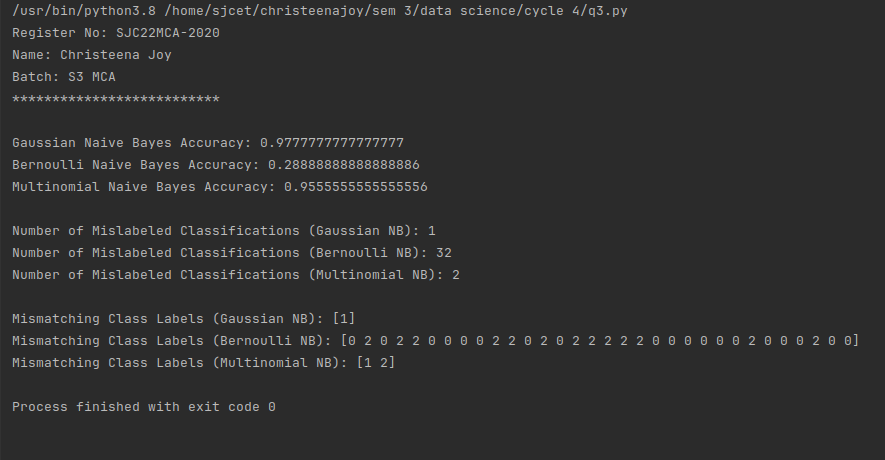 /usr/bin/python3.8 /home/sjcet/christeenajoy/sem 3/data science/cycle 4/q3.py
Register No: SJC22MCA-2020
Name: Christeena Joy
Batch: S3 MCA
**************************
Gaussian Naive Bayes Accuracy: 0.9777777777777777
Bernoulli Naive Bayes Accuracy: 0.28888888888888886
Multinomial Naive Bayes Accuracy: 0.9555555555555556
Number of Mislabeled Classifications (Gaussian NB): 1
Number of Mislabeled Classifications (Bernoulli NB): 32
Number of Mislabeled Classifications (Multinomial NB): 2
Mismatching Class Labels (Gaussian NB): [1]
Mismatching Class Labels (Bernoulli NB): [0 2 0 2 2 0 0 0 0 2 2 0 2 0 2 2 2 2 2 0 0 0 0 0 0 2 0 0 0 2 0 0]
Mismatching Class Labels (Multinomial NB): [1 2]
Process finished with exit code 0